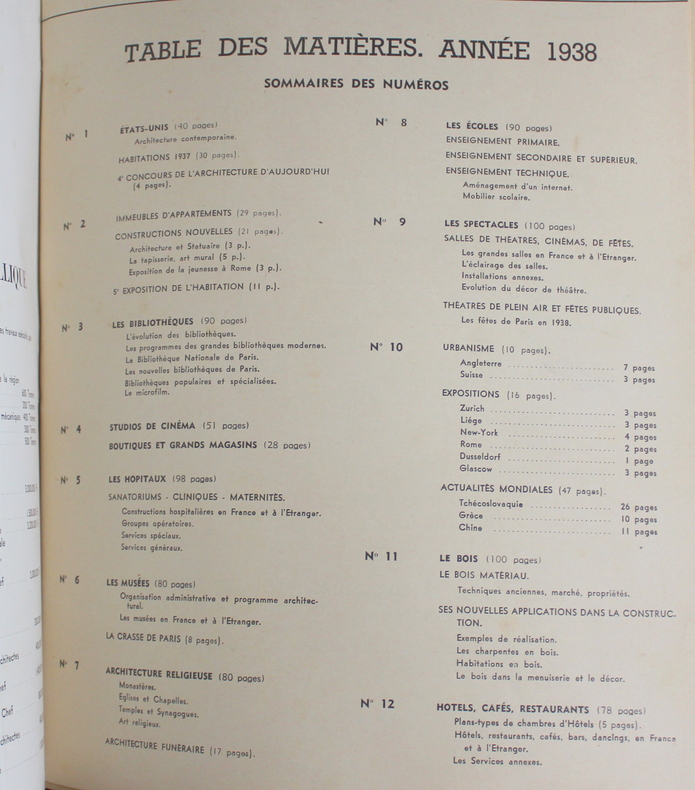 TABLE DES MATIÈRES. ANNÉE 1938
SOMMAIRES DES NUMÉROS
N° 1 ÉTATS-UNIS (40 pages)
Architecture contemporaine.
HABITATIONS 1937 (30 pages).
4e CONCOURS DE L'ARCHITECTURE D'AUJOURD'HUI
(4 pages).
N° 2 IMMEUBLES D'APPARTEMENTS (29 pages).
CONSTRUCTIONS NOUVELLES (21 pages).
Architecture et Statuaire (3 p.).
La tapisserie, art mural (5 p.).
Exposition de la jeunesse à Rome (3 p.).
5e EXPOSITION DE L'HABITATION (11 p.).
N° 3 LES BIBLIOTHÈQUES (90 pages)
L'évolution des bibliothèques.
Les programmes des grandes bibliothèques modernes.
La Bibliothèque Nationale de Paris.
Les nouvelles bibliothèques de Paris.
Bibliothèques populaires et spécialisées.
Le microfilm.
N° 4 STUDIOS DE CINÉMA (51 pages)
BOUTIQUES ET GRANDS MAGASINS (28 pages).
N° 5 LES HOPITAUX (98 pages)
SANATORIUMS - CLINIQUES - MATERNITÉS.
Constructions hospitalières en France et à l'Etranger.
Groupes opératoires.
Services spéciaux.
Services généraux.
N° 6 LES MUSÉES (80 pages)
Organisation administrative et programme architec-
tural.
Les musées en France et à l'Etranger.
LA CRASSE DE PARIS (8 pages).
N° 7 ARCHITECTURE RELIGIEUSE (80 pages)
Monastères.
Eglises et Chapelles.
Temples et Synagogues.
Art religieux.
ARCHITECTURE FUNÉRAIRE (17 pages).
N° 8 LES ÉCOLES (90 pages)
ENSEIGNEMENT PRIMAIRE.
ENSEIGNEMENT SECONDAIRE ET SUPÉRIEUR.
ENSEIGNEMENT TECHNIQUE.
Aménagement d'un internat.
Mobilier scolaire.
N° 9 LES SPECTACLES (100 pages)
SALLES DE THEATRES, CINÉMAS, DE FÊTES.
Les grandes salles en France et à l'Etranger.
L'éclairage des salles.
Installations annexes.
Evolution du décor de théâtre.
THÉATRES DE PLEIN AIR ET FÊTES PUBLIQUES.
Les fêtes de Paris en 1938.
N° 10 URBANISME (10 pages).
Angleterre 7 pages
Suisse 3 pages
EXPOSITIONS (16 pages).
Zurich 3 pages
Liége 3 pages
New-York 4 pages
Rome 2 pages
Dusseldorf 1 page
Glascow 3 pages
ACTUALITÉS MONDIALES (47 pages).
Tchécoslovaquie 26 pages
Grèce 10 pages
Chine 11 pages
N° 11 LE BOIS (100 pages)
LE BOIS MATÉRIAU.
Techniques anciennes, marché, propriétés.
SES NOUVELLES APPLICATIONS DANS LA CONSTRUC-
TION.
Exemples de réalisation.
Les charpentes en bois.
Habitations en bois.
Le bois dans la menuiserie et le décor.
N° 12 HOTELS, CAFÉS, RESTAURANTS (78 pages)
Plans-types de chambres d'Hôtels (5 pages).
Hôtels, restaurants, cafés, bars, dancings, en France
et à l'Etranger.
Les Services annexes.